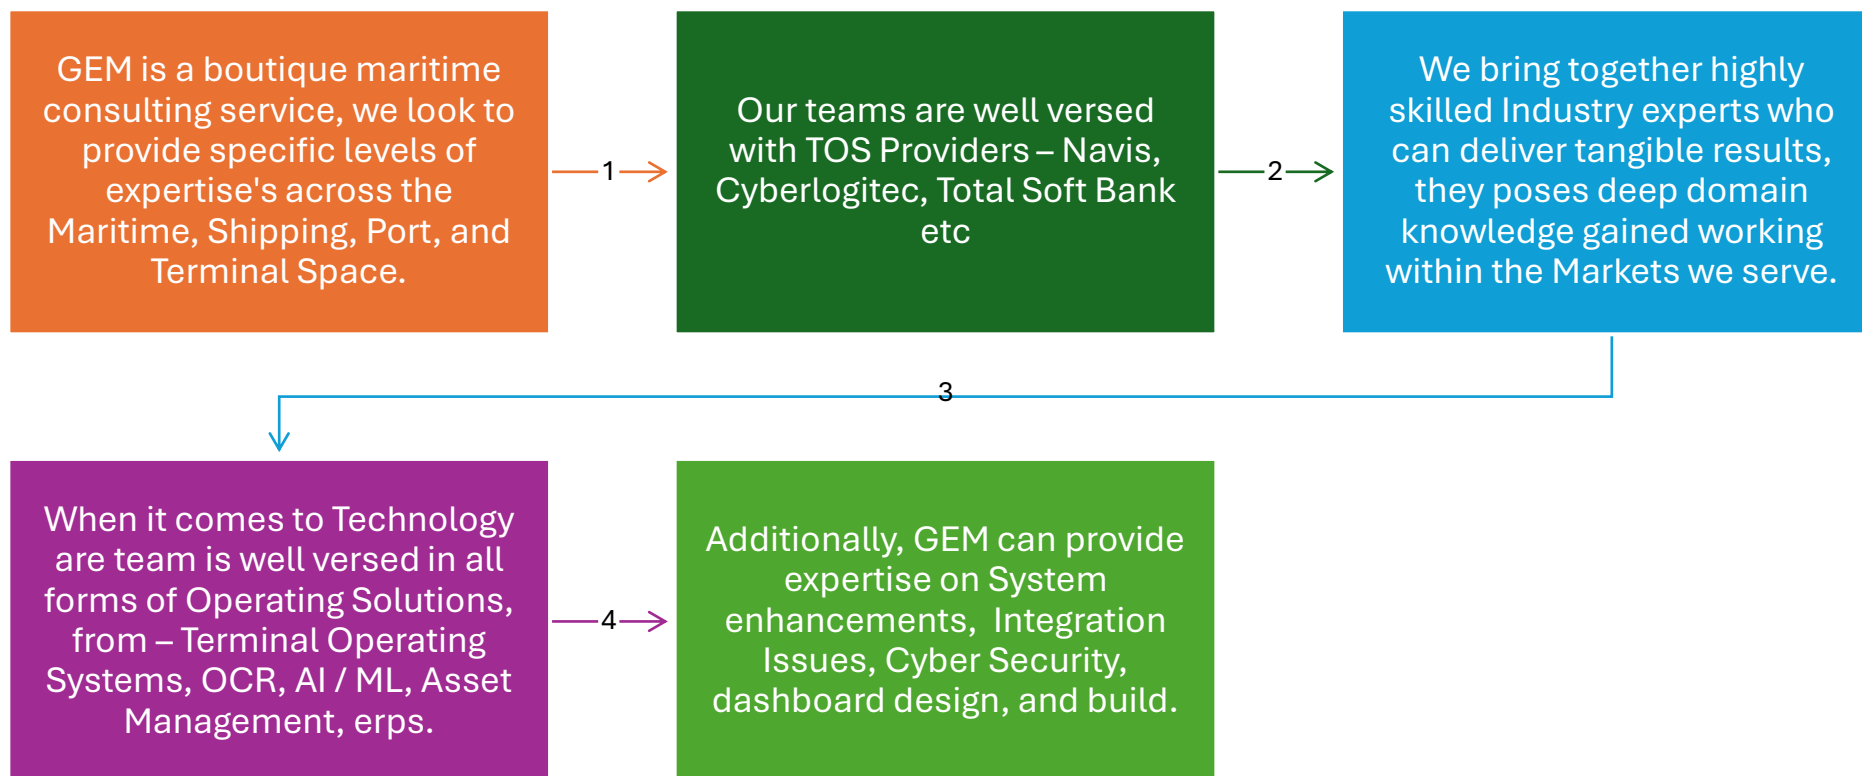 GEM is a boutique maritime
consulting service, we look to
provide specific levels of
expertise's across the
Maritime, Shipping, Port, and
Terminal Space.
1
Our teams are well versed
with TOS Providers – Navis,
Cyberlogitec, Total Soft Bank
etc
2
We bring together highly
skilled Industry experts who
can deliver tangible results,
they poses deep domain
knowledge gained working
within the Markets we serve.
3
When it comes to Technology
are team is well versed in all
forms of Operating Solutions,
from – Terminal Operating
Systems, OCR, AI / ML, Asset
Management, erps.
4
Additionally, GEM can provide
expertise on System
enhancements,  Integration
Issues, Cyber Security,
dashboard design, and build.